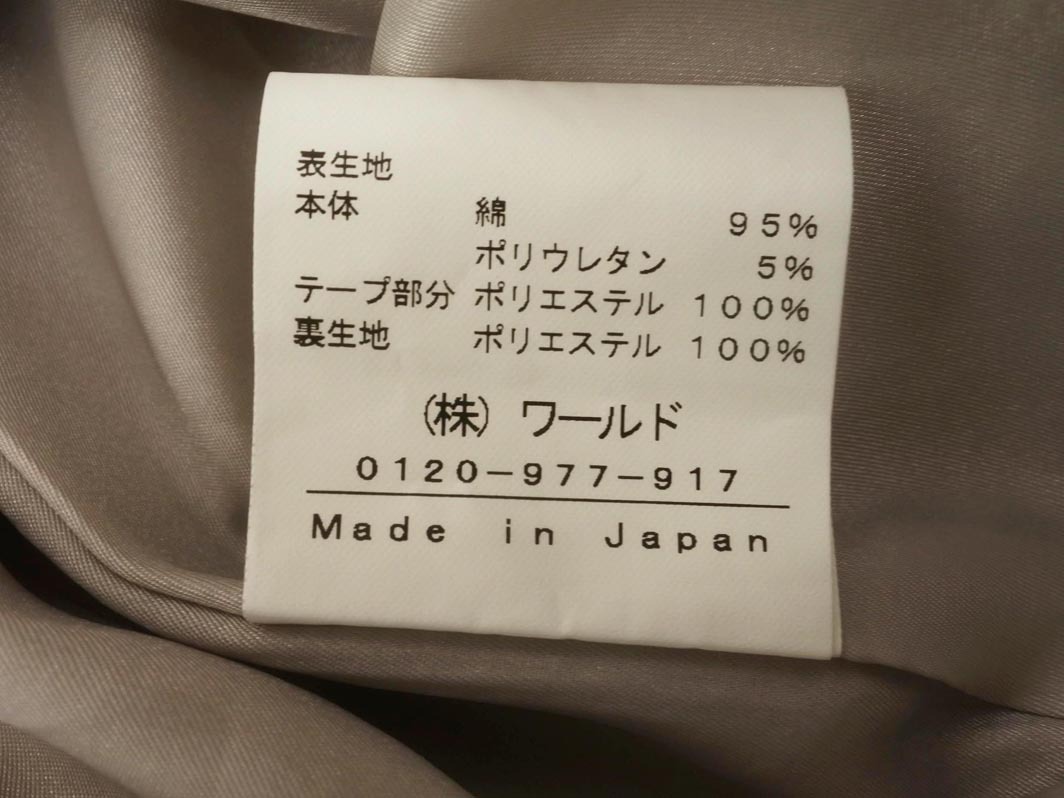 表生地
本体 綿 95%
ポリウレタン 5%
テープ部分 ポリエステル 100%
裏生地 ポリエステル 100%
(株) ワールド
0120-977-917
Made in Japan